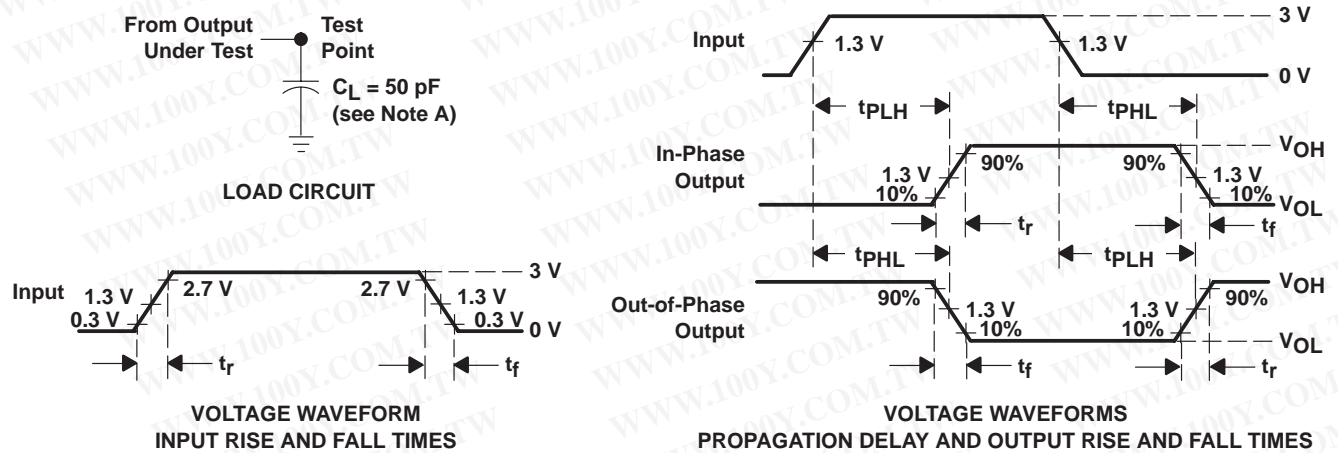 From Output
Under Test
Test
Point
CL = 50 pF
(see Note A)
LOAD CIRCUIT
Input
1.3 V
0.3 V
2.7 V
2.7 V
1.3 V
0.3 V
3 V
0 V
tr
tf
VOLTAGE WAVEFORM
INPUT RISE AND FALL TIMES
Input
1.3 V
1.3 V
3 V
0 V
tPLH
tPHL
In-Phase
Output
1.3 V
10%
90%
90%
1.3 V
10%
VOH
VOL
tr
tf
tPHL
tPLH
Out-of-Phase
Output
90%
1.3 V
10%
1.3 V
10%
90%
VOH
VOL
tf
tr
VOLTAGE WAVEFORMS
PROPAGATION DELAY AND OUTPUT RISE AND FALL TIMES
WWW.100Y.COM.TW